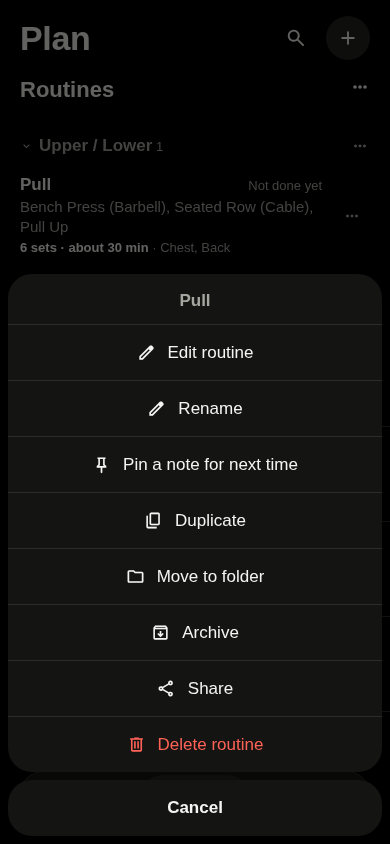 Plan
Routines
Upper / Lower 1
Pull
Not done yet
Bench Press (Barbell), Seated Row (Cable),
Pull Up
6 sets · about 30 min · Chest, Back
Pull
Edit routine
Rename
Pin a note for next time
Duplicate
Move to folder
Archive
Share
Delete routine
Cancel